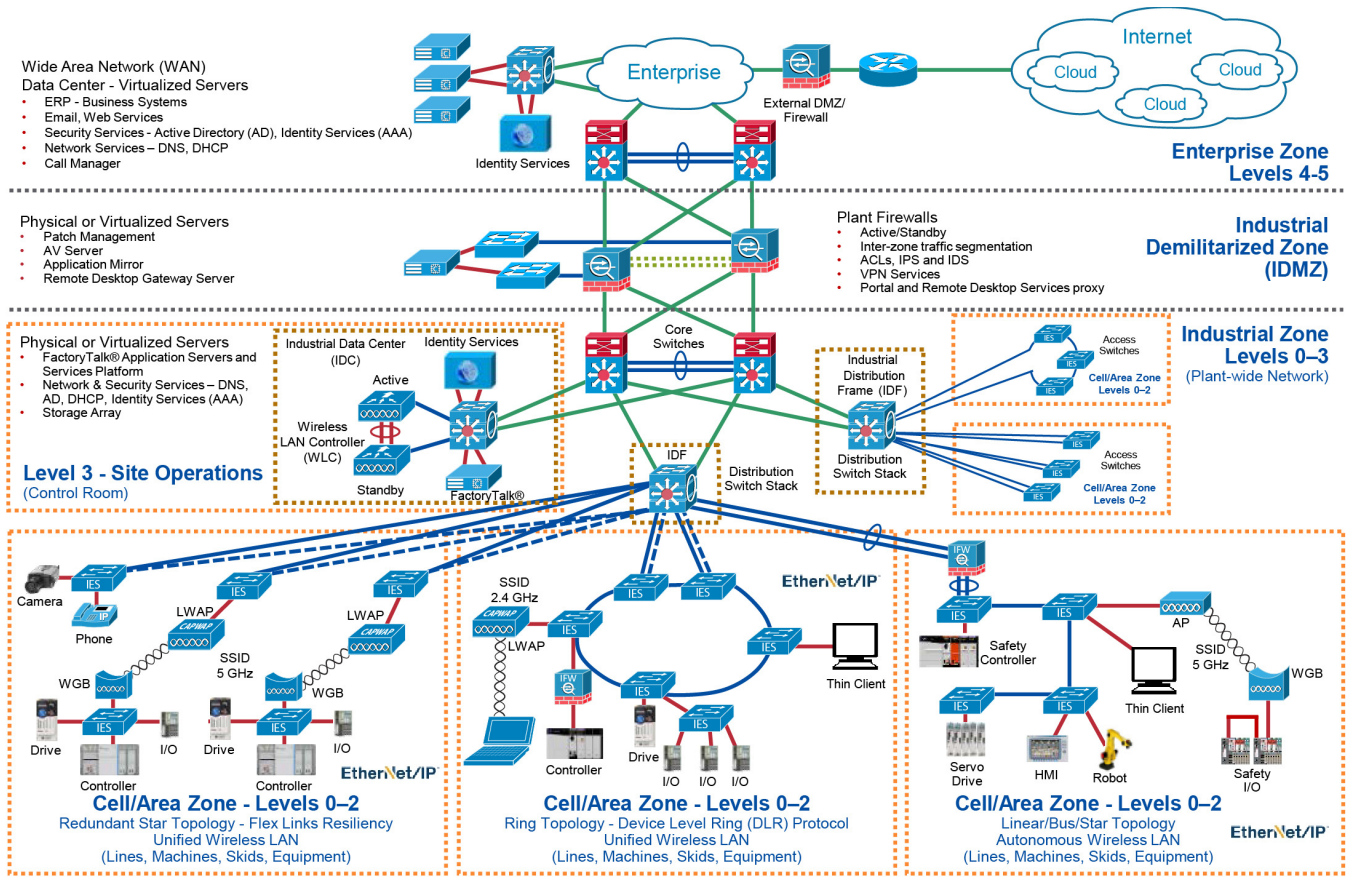 Wide Area Network (WAN)
Data Center - Virtualized Servers
• ERP - Business Systems
• Email, Web Services
• Security Services - Active Directory (AD), Identity Services (AAA)
• Network Services – DNS, DHCP
• Call Manager
Identity Services
Enterprise
External DMZ/
Firewall
Internet
Cloud
Cloud
Cloud
Enterprise Zone
Levels 4-5
Physical or Virtualized Servers
• Patch Management
• AV Server
• Application Mirror
• Remote Desktop Gateway Server
Plant Firewalls
• Active/Standby
• Inter-zone traffic segmentation
• ACLs, IPS and IDS
• VPN Services
• Portal and Remote Desktop Services proxy
Industrial
Demilitarized Zone
(IDMZ)
Physical or Virtualized Servers
• FactoryTalk® Application Servers and
Services Platform
• Network & Security Services – DNS,
AD, DHCP, Identity Services (AAA)
• Storage Array
Level 3 - Site Operations
(Control Room)
Industrial Data Center
(IDC)
Identity Services
Active
Wireless
LAN Controller
(WLC)
Standby
FactoryTalk®
Core
Switches
IDF
Distribution
Switch Stack
Industrial
Distribution
Frame (IDF)
Distribution
Switch Stack
IES
IES
IES
Access
Switches
Cell/Area Zone
Levels 0–2
IES
IES
IES
Access
Switches
Cell/Area Zone
Levels 0–2
Industrial Zone
Levels 0–3
(Plant-wide Network)
Camera
IES
IP
Phone
IES
LWAP
CAPWAP
SSID
5 GHz
WGB
IES
Drive
I/O
Controller
IES
LWAP
CAPWAP
WGB
IES
Drive
I/O
Controller
EtherNet/IP
Cell/Area Zone - Levels 0–2
Redundant Star Topology - Flex Links Resiliency
Unified Wireless LAN
(Lines, Machines, Skids, Equipment)
SSID
2.4 GHz
CAPWAP
LWAP
IES
IES
IES
IES
IES
IES
IFW
Controller
Drive
I/O
I/O
I/O
Thin Client
EtherNet/IP
Cell/Area Zone - Levels 0–2
Ring Topology - Device Level Ring (DLR) Protocol
Unified Wireless LAN
(Lines, Machines, Skids, Equipment)
IFW
IES
Safety
Controller
IES
AP
SSID
5 GHz
WGB
Thin Client
IES
IES
Servo
Drive
HMI
Robot
Safety
I/O
Cell/Area Zone - Levels 0–2
Linear/Bus/Star Topology
Autonomous Wireless LAN
(Lines, Machines, Skids, Equipment)
EtherNet/IP